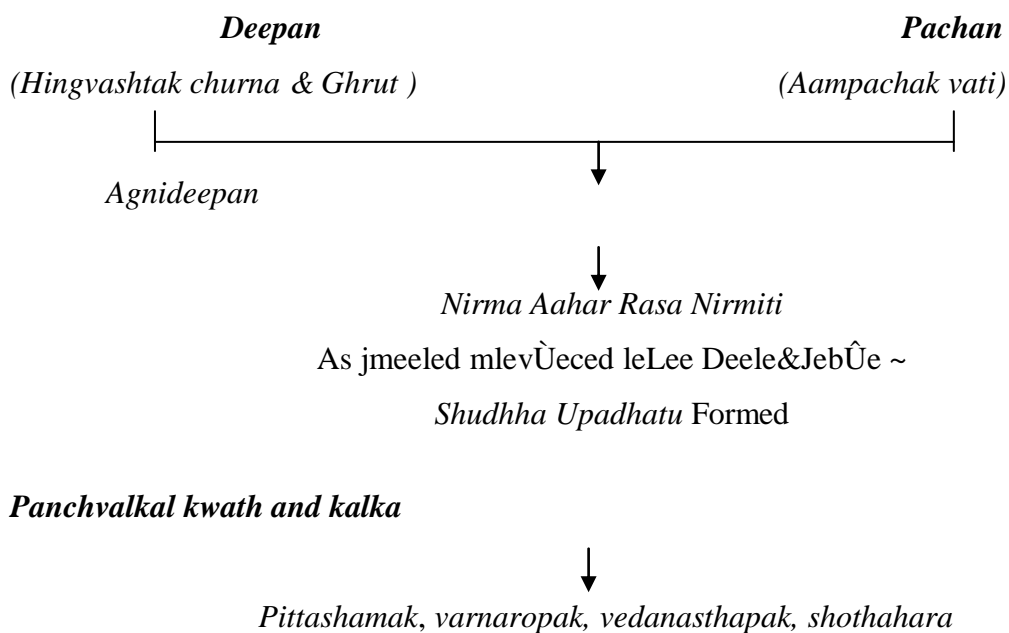 Deepan Pachan
(Hingvashtak churna & Ghrut ) (Aampachak vati)
Agnideepan
Nirma Aahar Rasa Nirmiti
As jmeeled mlevÙeced leLee Deele&JebÛe ~
Shudhha Upadhatu Formed
Panchvalkal kwath and kalka
Pittashamak, varnaropak, vedanasthapak, shothahara